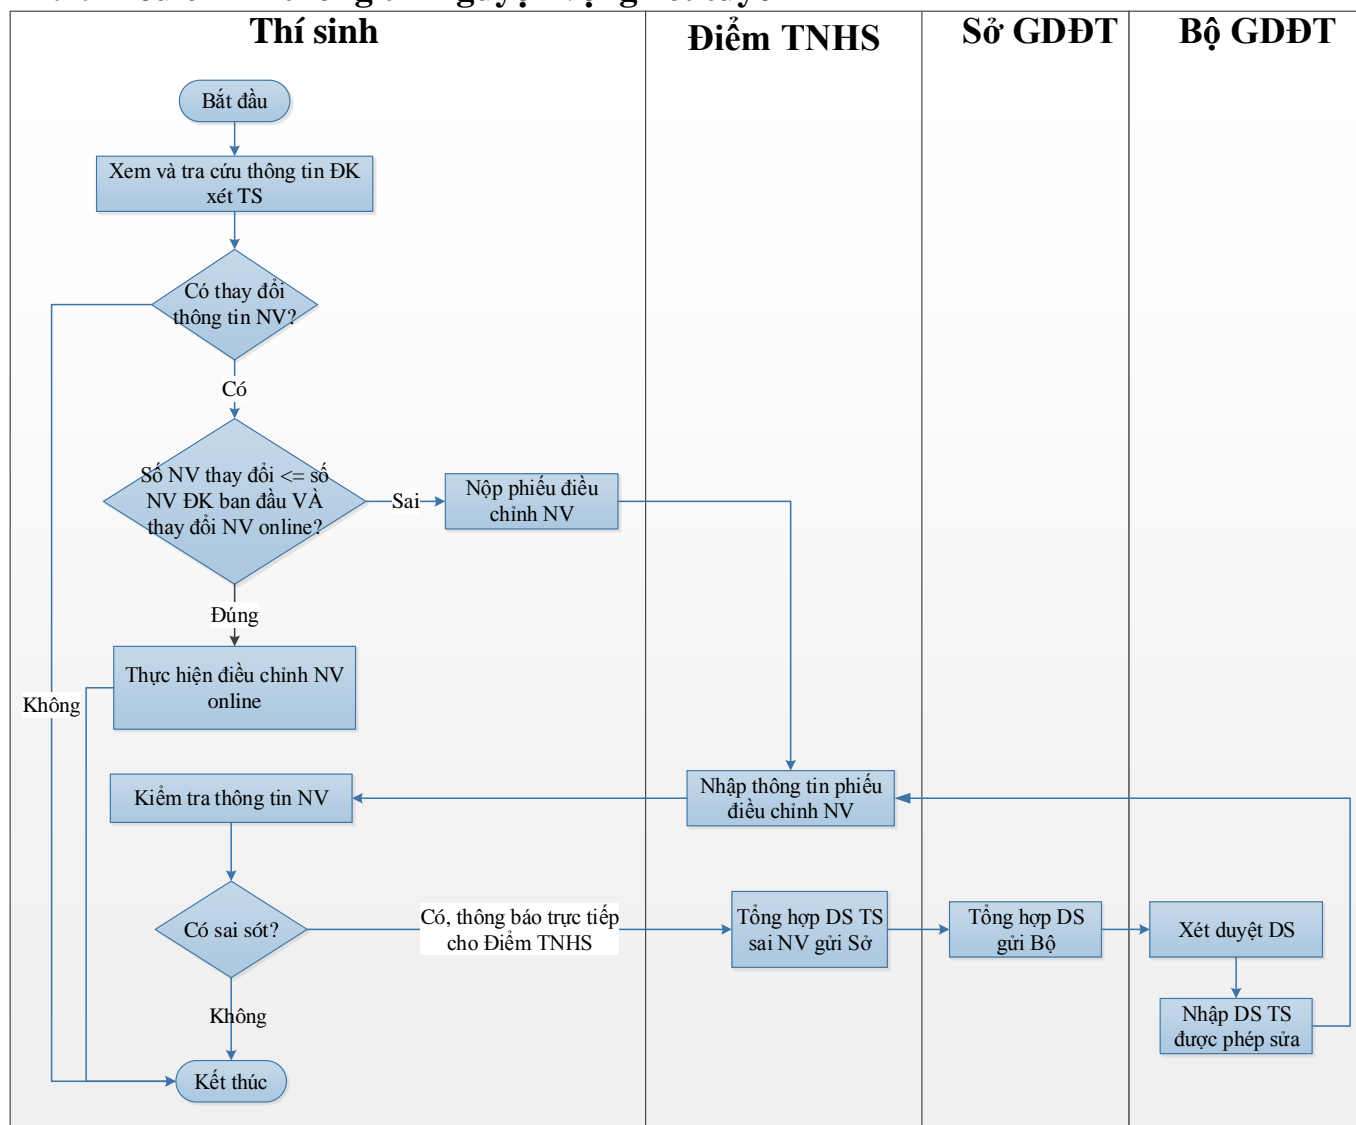 Thí sinh
Điểm TNHS
Sở GDĐT
Bộ GDĐT
Bắt đầu
Xem và tra cứu thông tin ĐK
xét TS
Có thay đổi
thông tin NV?
Có
Số NV thay đổi <= số
NV ĐK ban đầu VÀ
thay đổi NV online?
Sai
Nộp phiếu điều
chỉnh NV
Đúng
Thực hiện điều chỉnh NV
online
Không
Kiểm tra thông tin NV
Nhập thông tin phiếu
điều chỉnh NV
Có sai sót?
Có, thông báo trực tiếp
cho Điểm TNHS
Tổng hợp DS TS
sai NV gửi Sở
Tổng hợp DS
gửi Bộ
Xét duyệt DS
Nhập DS TS
được phép sửa
Không
Kết thúc